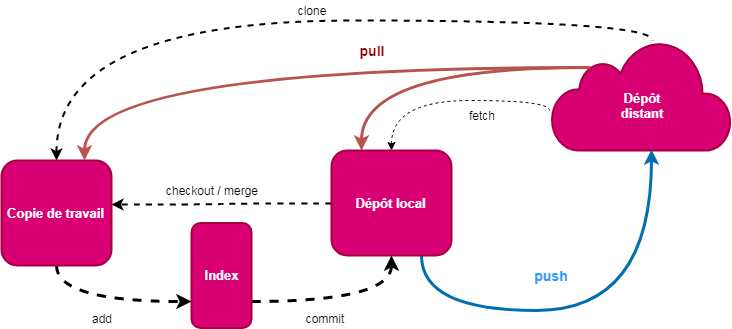 clone
pull
Dépôt
distant
fetch
checkout / merge
Copie de travail
Dépôt local
Index
push
add
commit